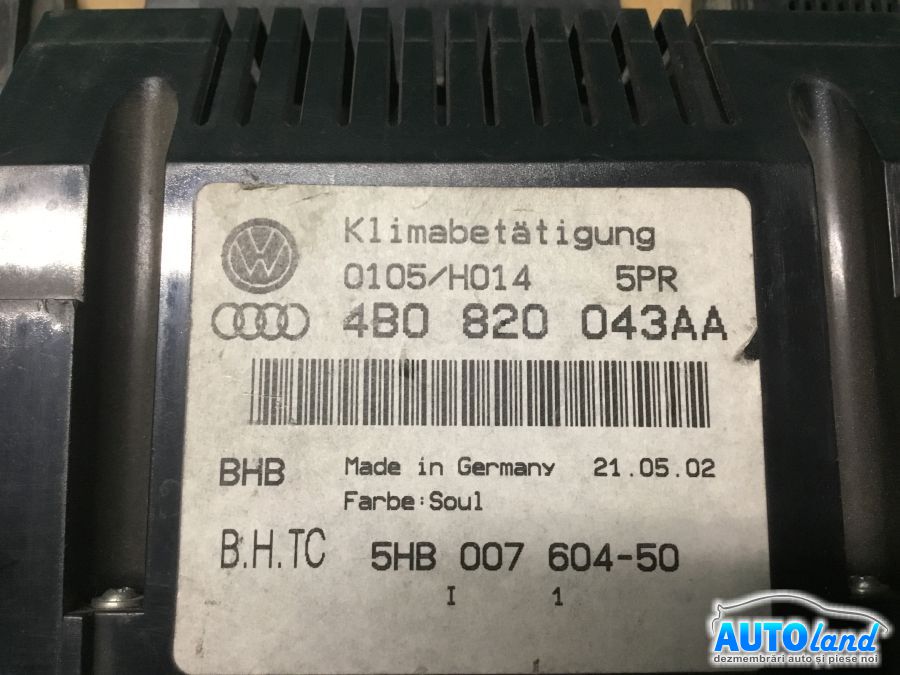 Klimabetätigung
0105/H014 5PR
4B0 820 043AA
BHB Made in Germany 21.05.02
Farbe:Soul
B.H.TC 5HB 007 604-50
I 1
AUTOland
dezmembrări auto și piese noi